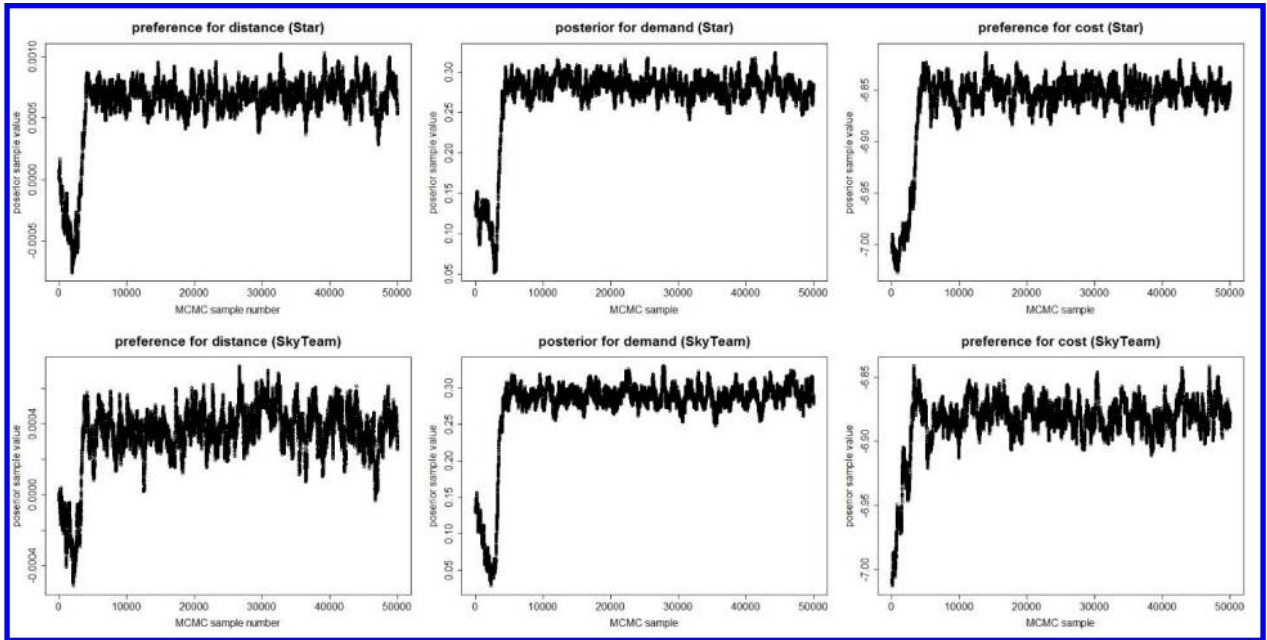 preference for distance (Star)
poserior sample value
0.0010
0.0005
0.0000
-0.0005
0 10000 20000 30000 40000 50000
MCMC sample number
posterior for demand (Star)
poserior sample value
0.30
0.25
0.20
0.15
0.10
0.05
0 10000 20000 30000 40000 50000
MCMC sample
preference for cost (Star)
poserior sample value
-6.85
-6.90
-6.95
-7.00
0 10000 20000 30000 40000 50000
MCMC sample
preference for distance (SkyTeam)
poserior sample value
0.0004
0.0000
-0.0004
0 10000 20000 30000 40000 50000
MCMC sample number
posterior for demand (SkyTeam)
poserior sample value
0.30
0.25
0.20
0.15
0.10
0.05
0 10000 20000 30000 40000 50000
MCMC sample
preference for cost (SkyTeam)
poserior sample value
-6.85
-6.90
-6.95
-7.00
0 10000 20000 30000 40000 50000
MCMC sample